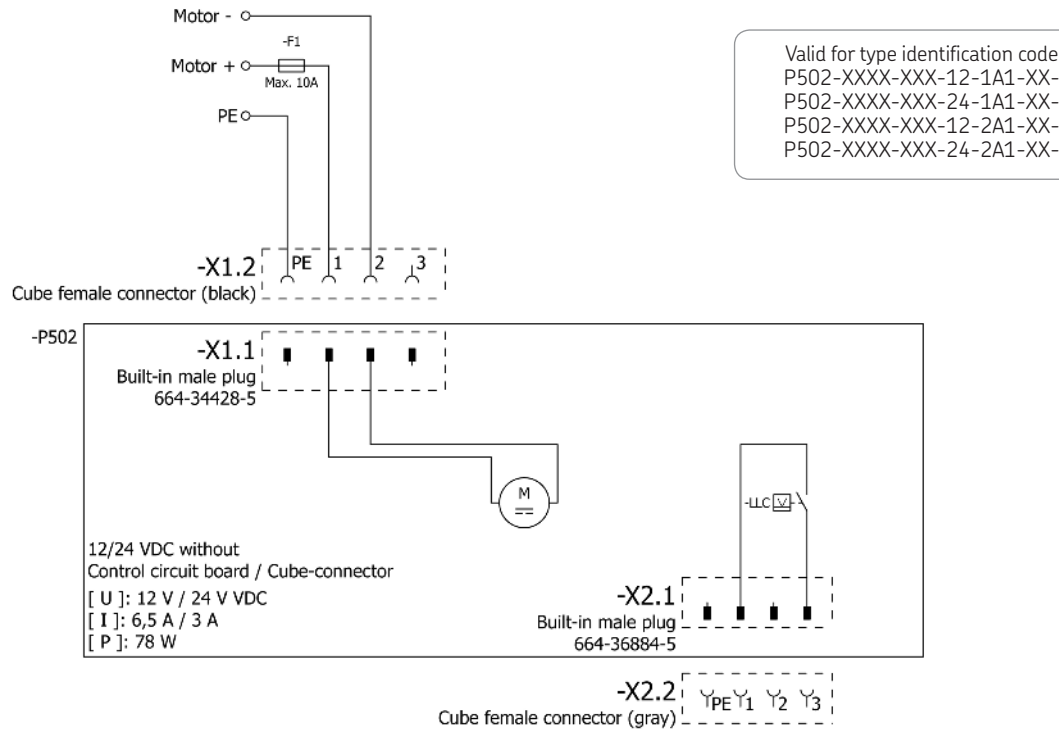 Motor -
-F1
Motor +
Max. 10A
PE
Valid for type identification code
P502-XXXX-XXX-12-1A1-XX-
P502-XXXX-XXX-24-1A1-XX-
P502-XXXX-XXX-12-2A1-XX-
P502-XXXX-XXX-24-2A1-XX-
-X1.2
PE 1 2 3
Cube female connector (black)
-P502
-X1.1
Built-in male plug
664-34428-5
M
-LLC
12/24 VDC without
Control circuit board / Cube-connector
[ U ]: 12 V / 24 V VDC
[ I ]: 6,5 A / 3 A
[ P ]: 78 W
-X2.1
Built-in male plug
664-36884-5
-X2.2
PE 1 2 3
Cube female connector (gray)